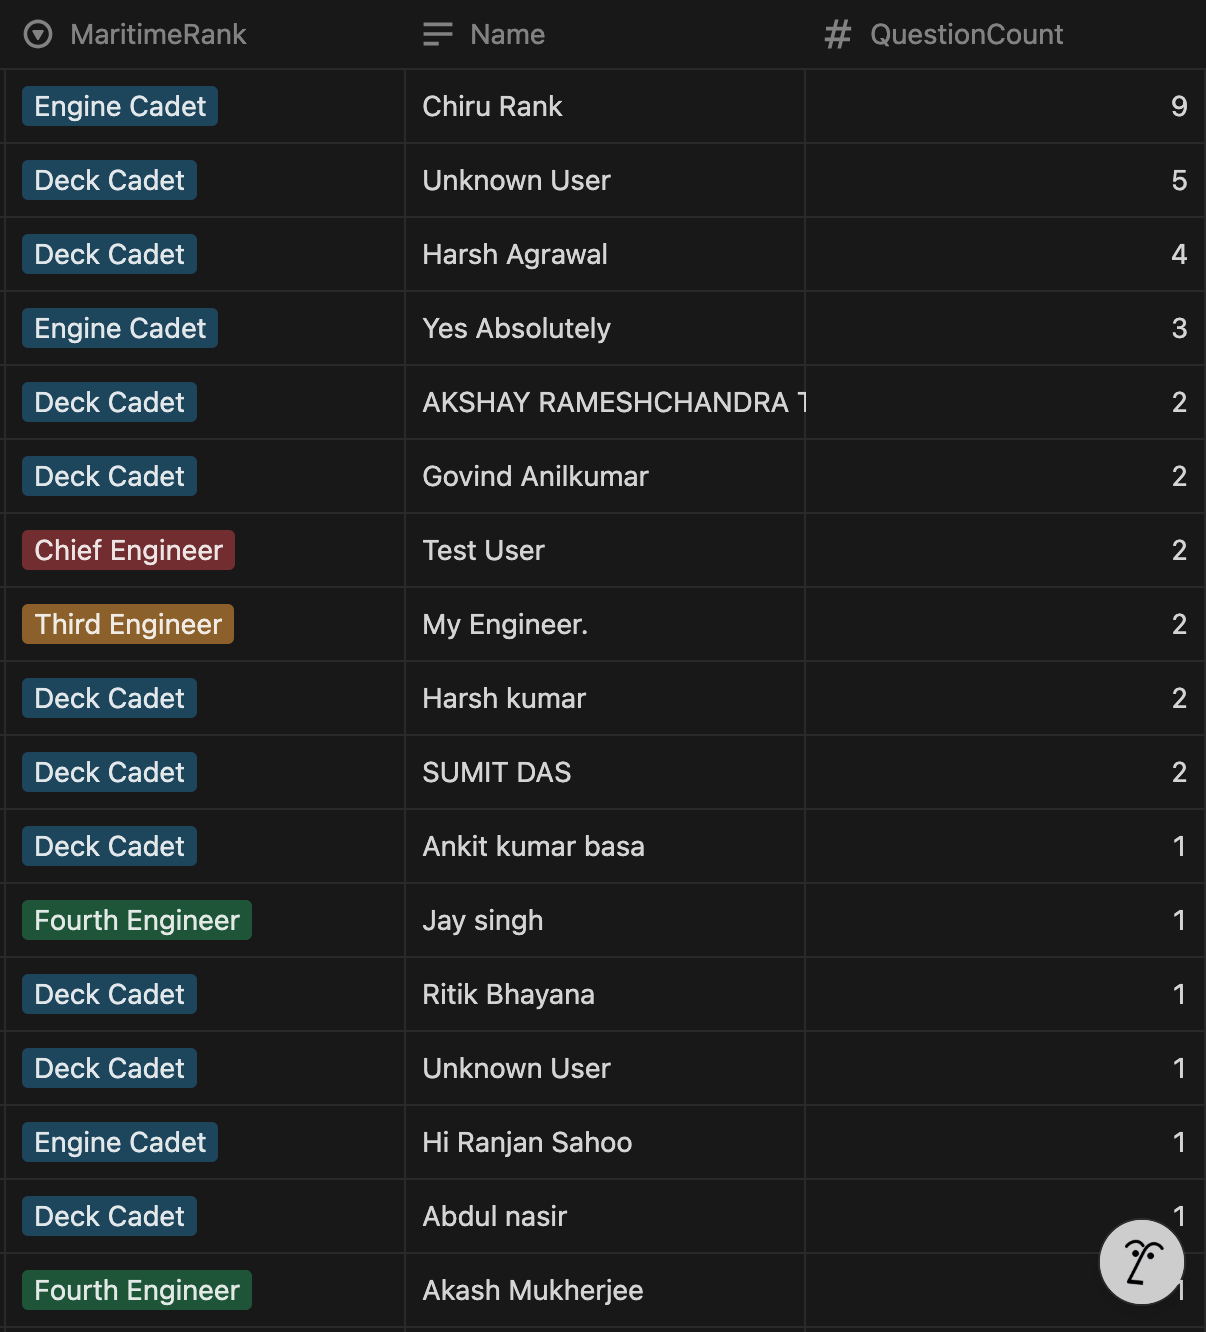 MaritimeRank Name # QuestionCount
Engine Cadet Chiru Rank 9
Deck Cadet Unknown User 5
Deck Cadet Harsh Agrawal 4
Engine Cadet Yes Absolutely 3
Deck Cadet AKSHAY RAMESHCHANDRA T 2
Deck Cadet Govind Anilkumar 2
Chief Engineer Test User 2
Third Engineer My Engineer. 2
Deck Cadet Harsh kumar 2
Deck Cadet SUMIT DAS 2
Deck Cadet Ankit kumar basa 1
Fourth Engineer Jay singh 1
Deck Cadet Ritik Bhayana 1
Deck Cadet Unknown User 1
Engine Cadet Hi Ranjan Sahoo 1
Deck Cadet Abdul nasir 1
Fourth Engineer Akash Mukherjee 1